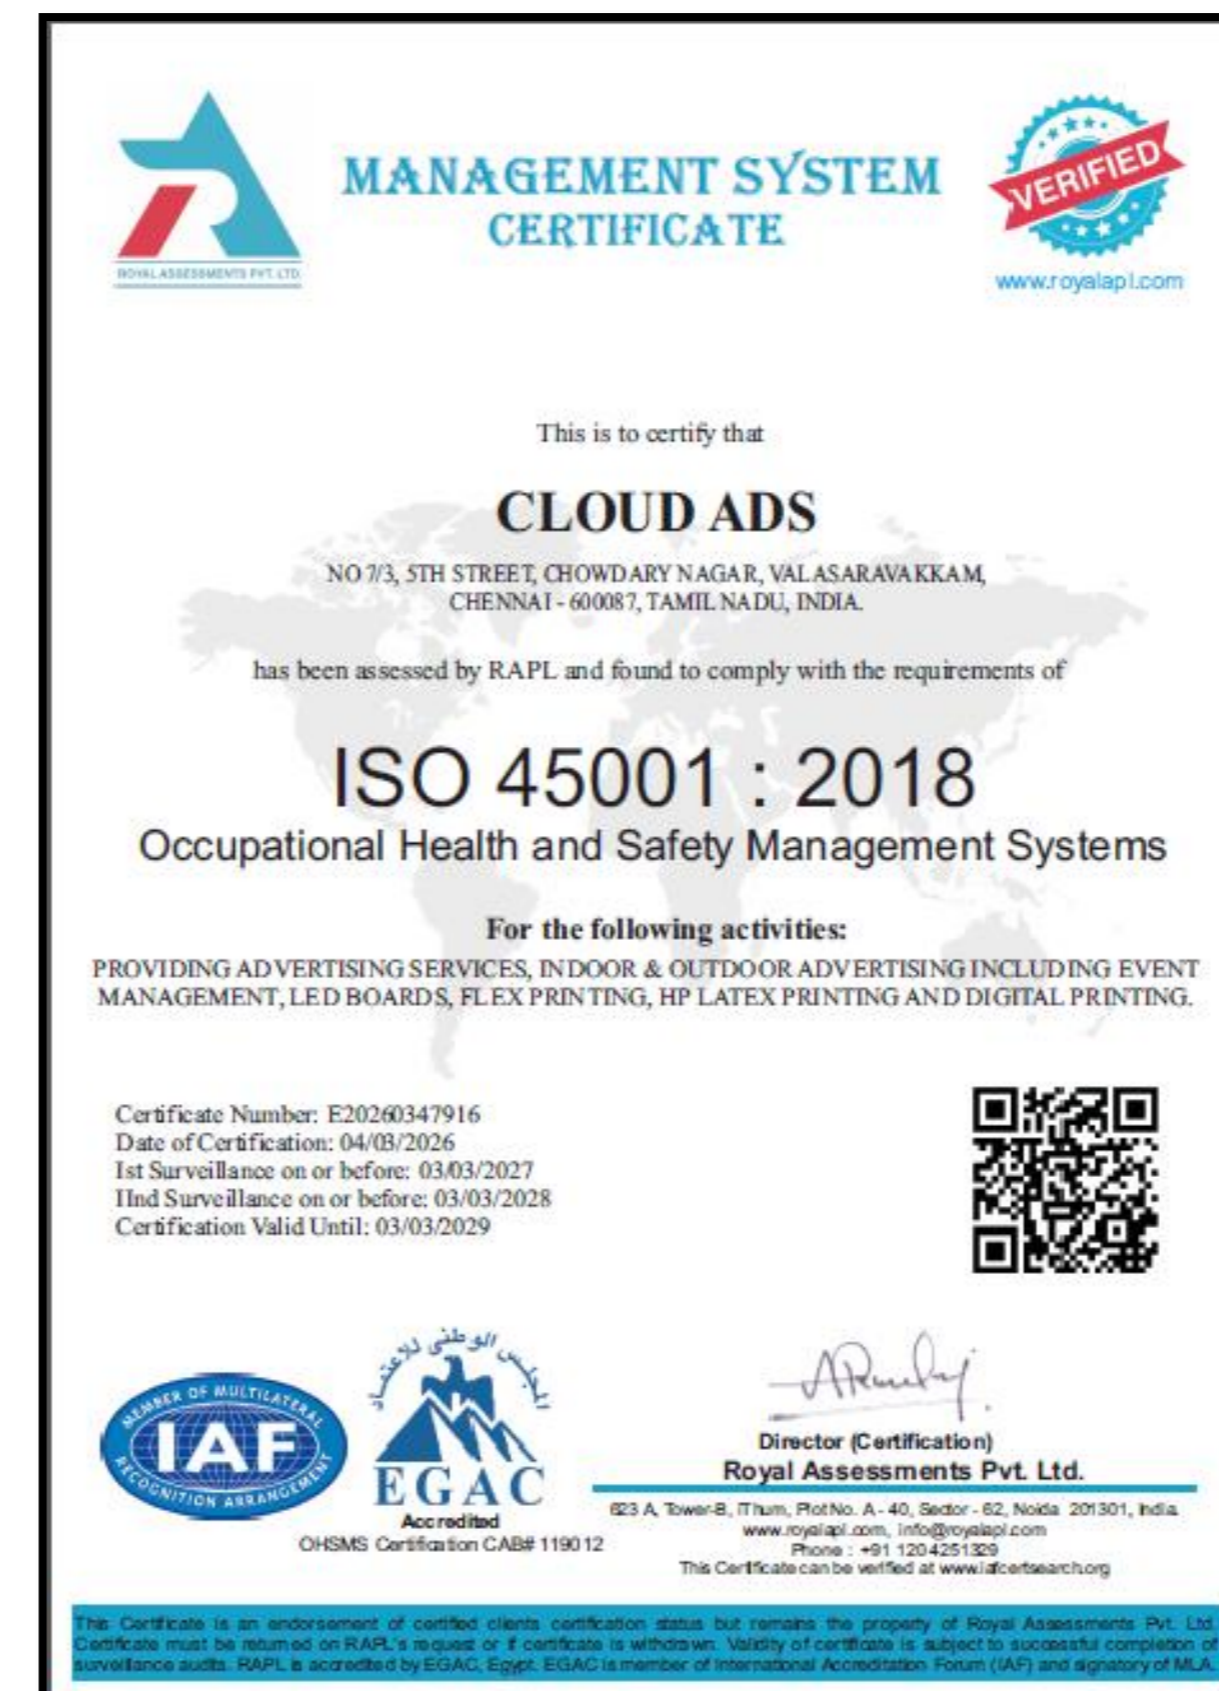 ROYAL ASSESSMENTS PVT. LTD.
MANAGEMENT SYSTEM
CERTIFICATE
VERIFIED
www.royalapl.com
This is to certify that
CLOUD ADS
NO 7/3, 5TH STREET, CHOWDARY NAGAR, VALASARAVAKKAM,
CHENNAI - 600087, TAMIL NADU, INDIA.
has been assessed by RAPL and found to comply with the requirements of
ISO 45001 : 2018
Occupational Health and Safety Management Systems
For the following activities:
PROVIDING ADVERTISING SERVICES, INDOOR & OUTDOOR ADVERTISING INCLUDING EVENT
MANAGEMENT, LED BOARDS, FLEX PRINTING, HP LATEX PRINTING AND DIGITAL PRINTING.
Certificate Number: E20260347916
Date of Certification: 04/03/2026
Ist Surveillance on or before: 03/03/2027
IInd Surveillance on or before: 03/03/2028
Certification Valid Until: 03/03/2029
MEMBER OF MULTILATERAL
IAF
RECOGNITION ARRANGEMENT
المجلس الوطنى للاعتماد
EGAC
Accredited
OHSMS Certification CAB# 119012
Director (Certification)
Royal Assessments Pvt. Ltd.
623 A, Tower-B, iThum, Plot No. A - 40, Sector - 62, Noida 201301, India.
www.royalapl.com, info@royalapl.com
Phone : +91 120 4251329
This Certificate can be verified at www.iafcertsearch.org
This Certificate is an endorsement of certified clients certification status but remains the property of Royal Assessments Pvt. Ltd.
Certificate must be returned on RAPL's request or if certificate is withdrawn. Validity of certificate is subject to successful completion of
surveillance audits. RAPL is accredited by EGAC, Egypt. EGAC is member of International Accreditation Forum (IAF) and signatory of MLA.